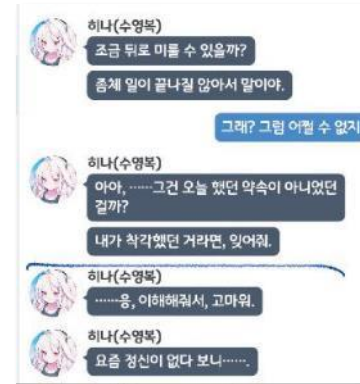 히나(수영복)
조금 뒤로 미룰 수 있을까?
좀체 일이 끝나질 않아서 말이야.
그래? 그럼 어쩔 수 없지
히나(수영복)
아아, ……그건 오늘 했던 약속이 아니었던
걸까?
내가 착각했던 거라면, 잊어줘.
히나(수영복)
……응, 이해해줘서, 고마워.
히나(수영복)
요즘 정신이 없다 보니…….